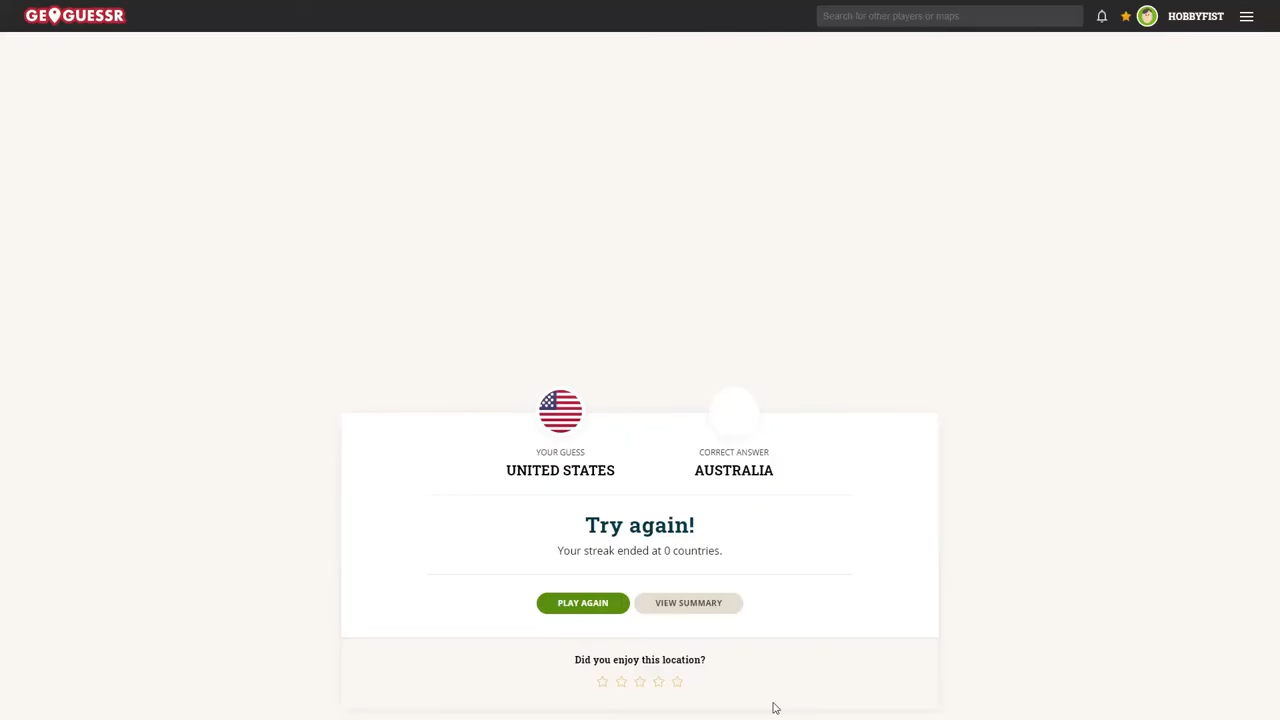 GEOGUESSR
Search for other players or maps
HOBBYFIST
YOUR GUESS
UNITED STATES
CORRECT ANSWER
AUSTRALIA
Try again!
Your streak ended at 0 countries.
PLAY AGAIN
VIEW SUMMARY
Did you enjoy this location?